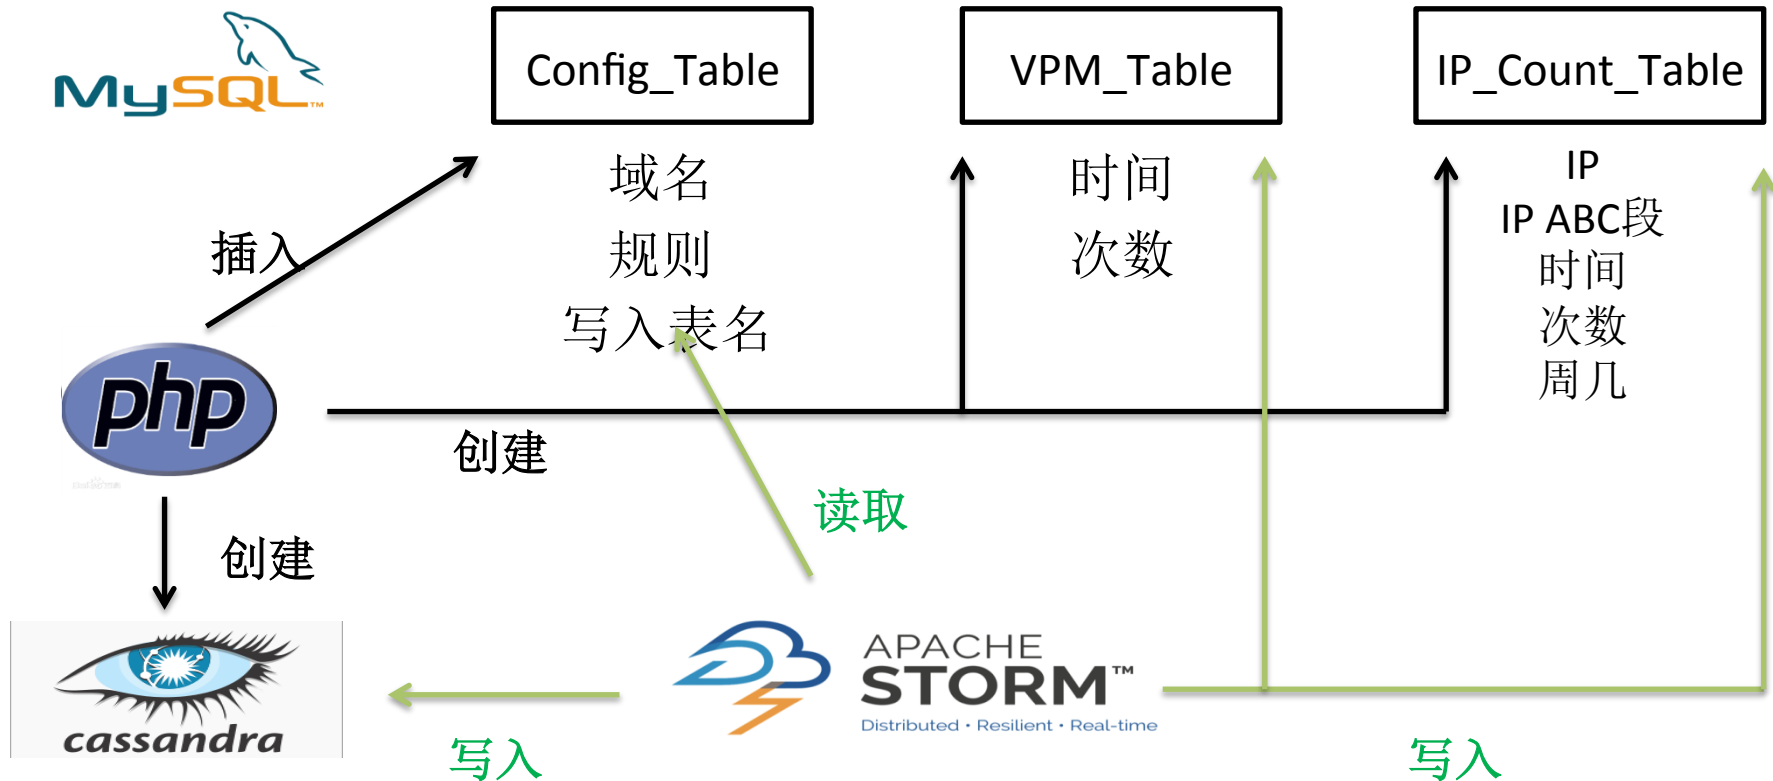 MySQL™
Config_Table
VPM_Table
IP_Count_Table
域名
规则
写入表名
时间
次数
IP
IP ABC段
时间
次数
周几
插入
php
创建
读取
创建
cassandra
APACHE
STORM™
Distributed • Resilient • Real-time
写入
写入